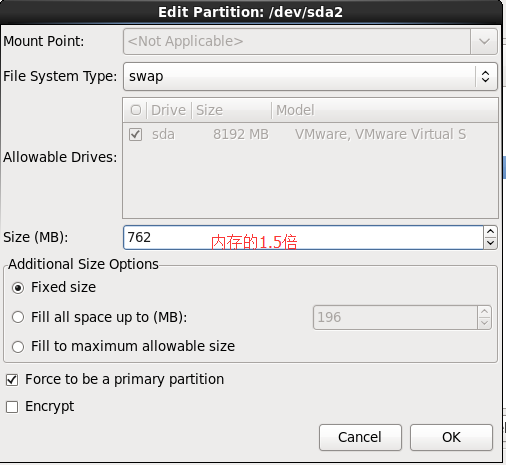 Edit Partition: /dev/sda2
Mount Point: <Not Applicable>
File System Type: swap
Drive Size Model
sda 8192 MB VMware, VMware Virtual S
Allowable Drives:
Size (MB): 762 内存的1.5倍
Additional Size Options
Fixed size
Fill all space up to (MB): 196
Fill to maximum allowable size
Force to be a primary partition
Encrypt
Cancel OK